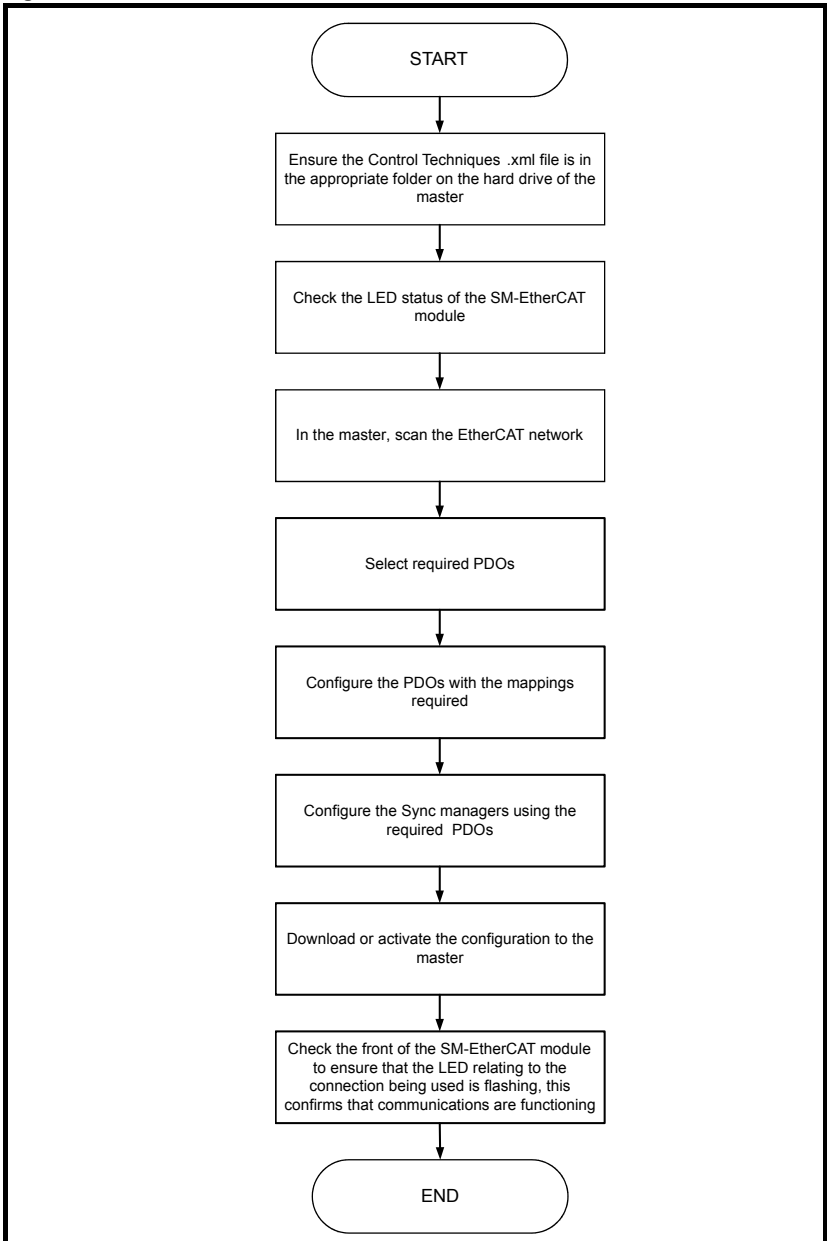 START
Ensure the Control Techniques .xml file is in
the appropriate folder on the hard drive of the
master
Check the LED status of the SM-EtherCAT
module
In the master, scan the EtherCAT network
Select required PDOs
Configure the PDOs with the mappings
required
Configure the Sync managers using the
required PDOs
Download or activate the configuration to the
master
Check the front of the SM-EtherCAT module
to ensure that the LED relating to the
connection being used is flashing, this
confirms that communications are functioning
END